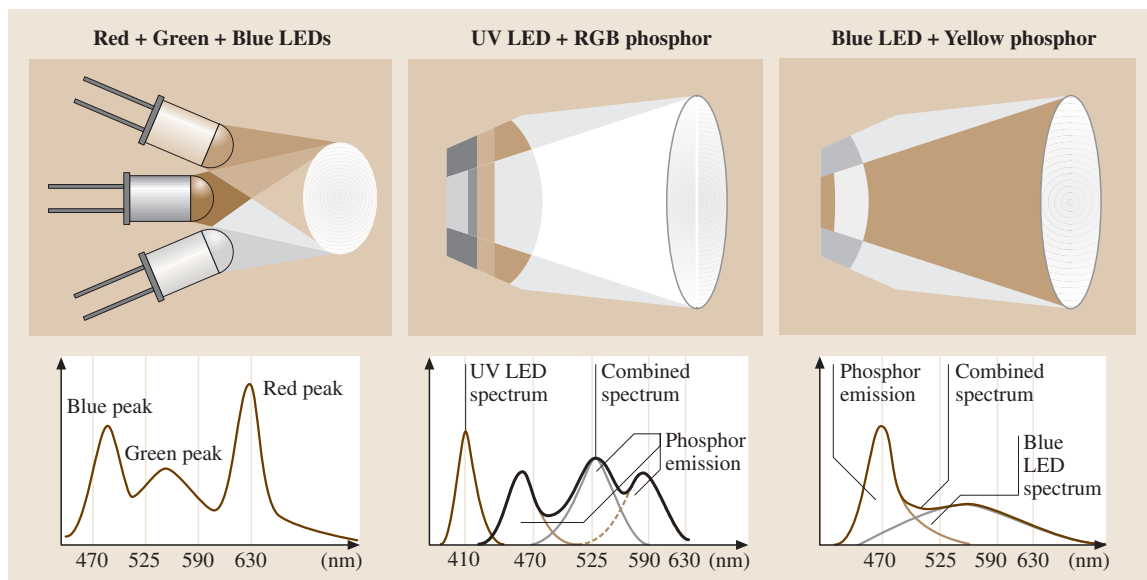 Red + Green + Blue LEDs
Blue peak
Green peak
Red peak
470 525 590 630 (nm)
UV LED + RGB phosphor
UV LED
spectrum
Combined
spectrum
Phosphor
emission
410 470 525 590 630 (nm)
Blue LED + Yellow phosphor
Phosphor
emission
Combined
spectrum
Blue
LED
spectrum
470 525 590 630 (nm)